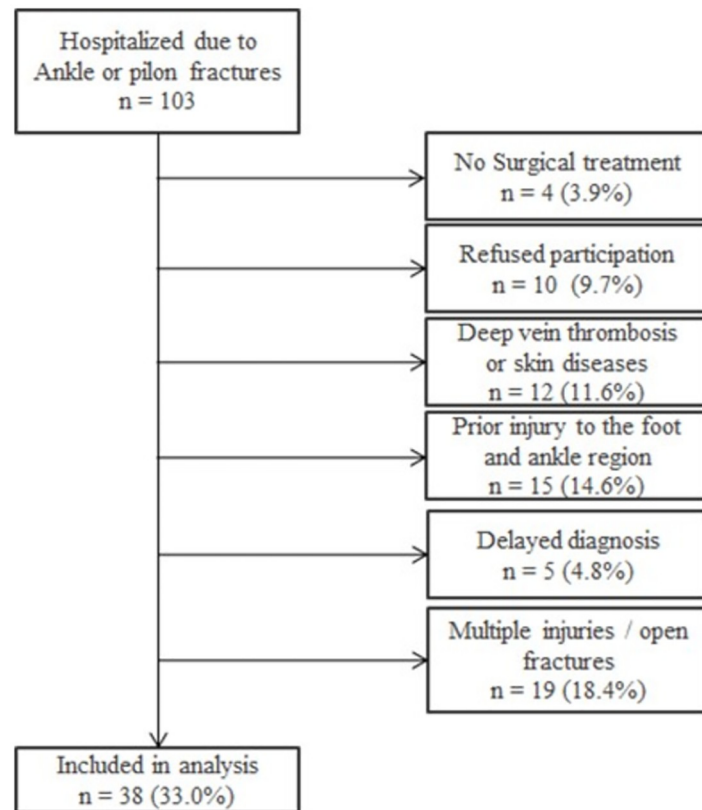 Hospitalized due to
Ankle or pilon fractures
n = 103
No Surgical treatment
n = 4 (3.9%)
Refused participation
n = 10 (9.7%)
Deep vein thrombosis
or skin diseases
n = 12 (11.6%)
Prior injury to the foot
and ankle region
n = 15 (14.6%)
Delayed diagnosis
n = 5 (4.8%)
Multiple injuries / open
fractures
n = 19 (18.4%)
Included in analysis
n = 38 (33.0%)